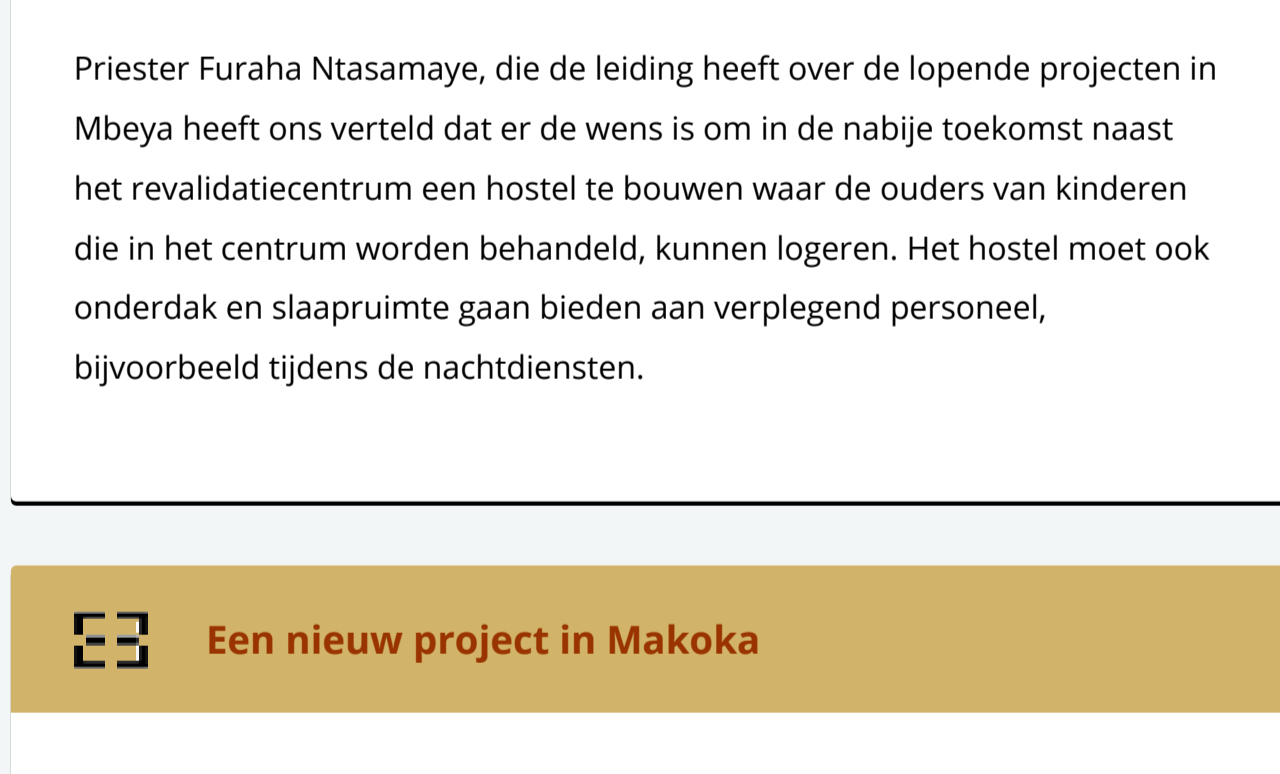 Priester Furaha Ntasamaye, die de leiding heeft over de lopende projecten in
Mbeya heeft ons verteld dat er de wens is om in de nabije toekomst naast
het revalidatiecentrum een hostel te bouwen waar de ouders van kinderen
die in het centrum worden behandeld, kunnen logeren. Het hostel moet ook
onderdak en slaapruimte gaan bieden aan verplegend personeel,
bijvoorbeeld tijdens de nachtdiensten.
Een nieuw project in Makoka